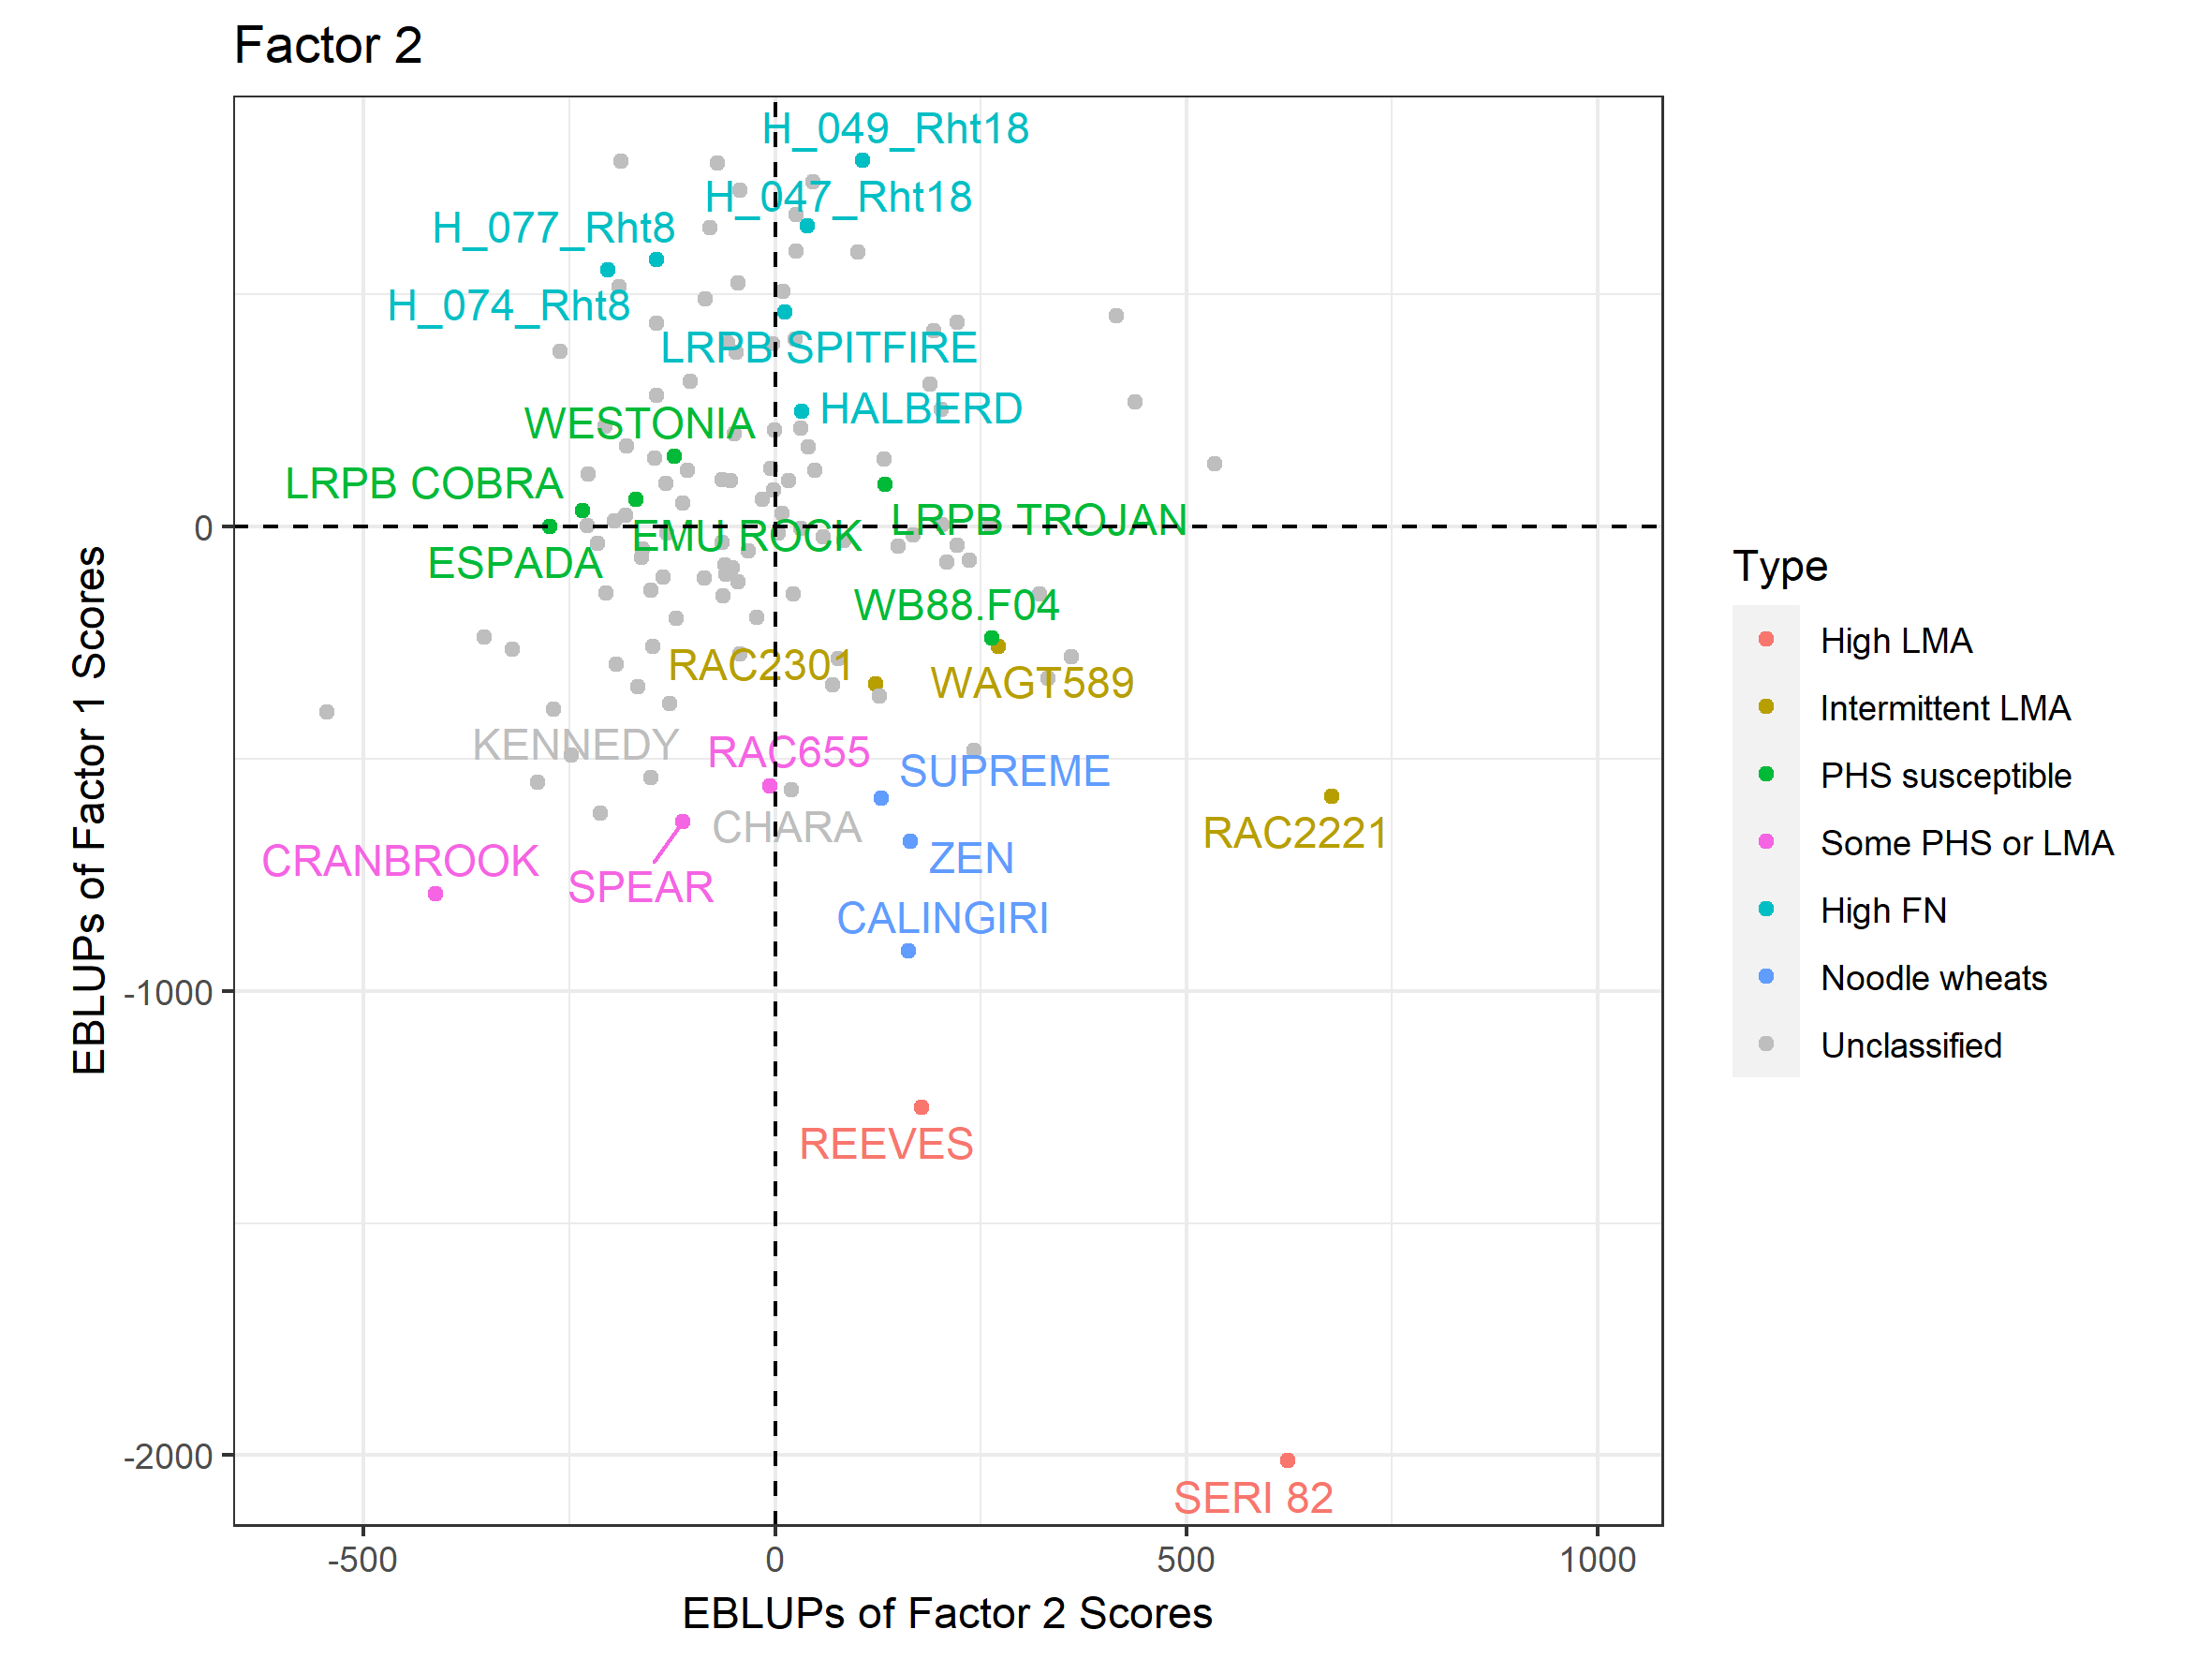 Factor 2
H_049_Rht18
H_047_Rht18
H_077_Rht8
H_074_Rht8
LRPB SPITFIRE
HALBERD
WESTONIA
LRPB COBRA
LRPB TROJAN
EMU ROCK
ESPADA
WB88.F04
RAC2301
WAGT589
KENNEDY
RAC655
SUPREME
CHARA
RAC2221
ZEN
CRANBROOK
SPEAR
CALINGIRI
REEVES
SERI 82
0
-1000
-2000
-500
0
500
1000
EBLUPs of Factor 2 Scores
EBLUPs of Factor 1 Scores
Type
High LMA
Intermittent LMA
PHS susceptible
Some PHS or LMA
High FN
Noodle wheats
Unclassified